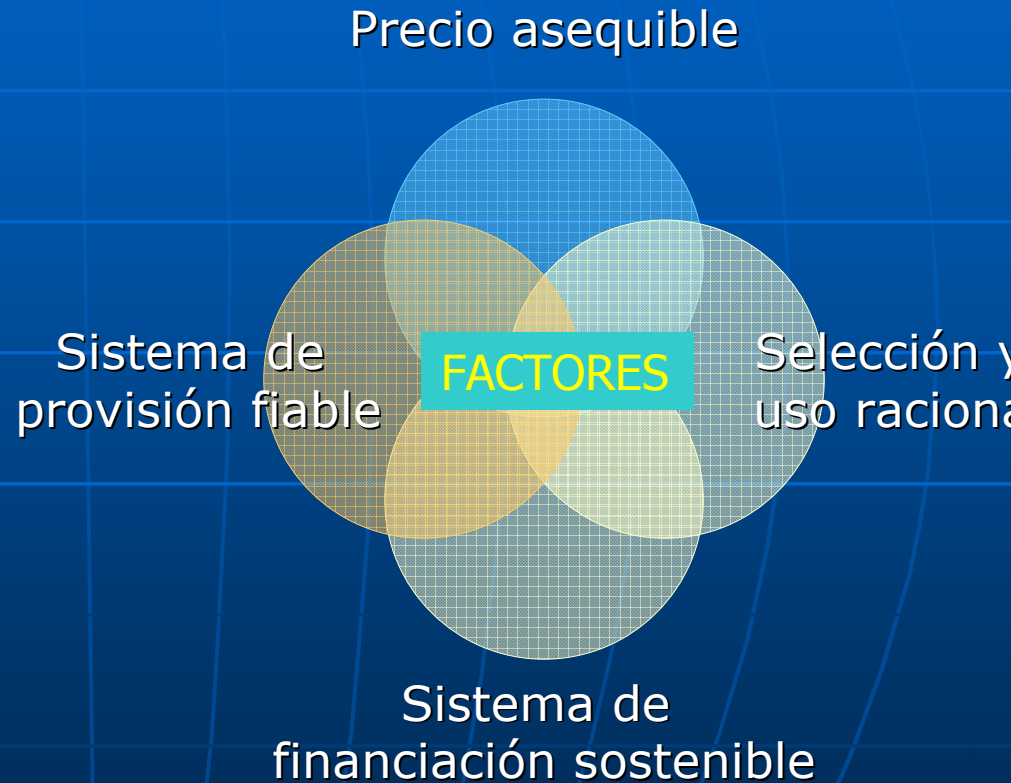 Precio asequible
Sistema de
provisión fiable
FACTORES
Selección y
uso raciona
Sistema de
financiación sostenible